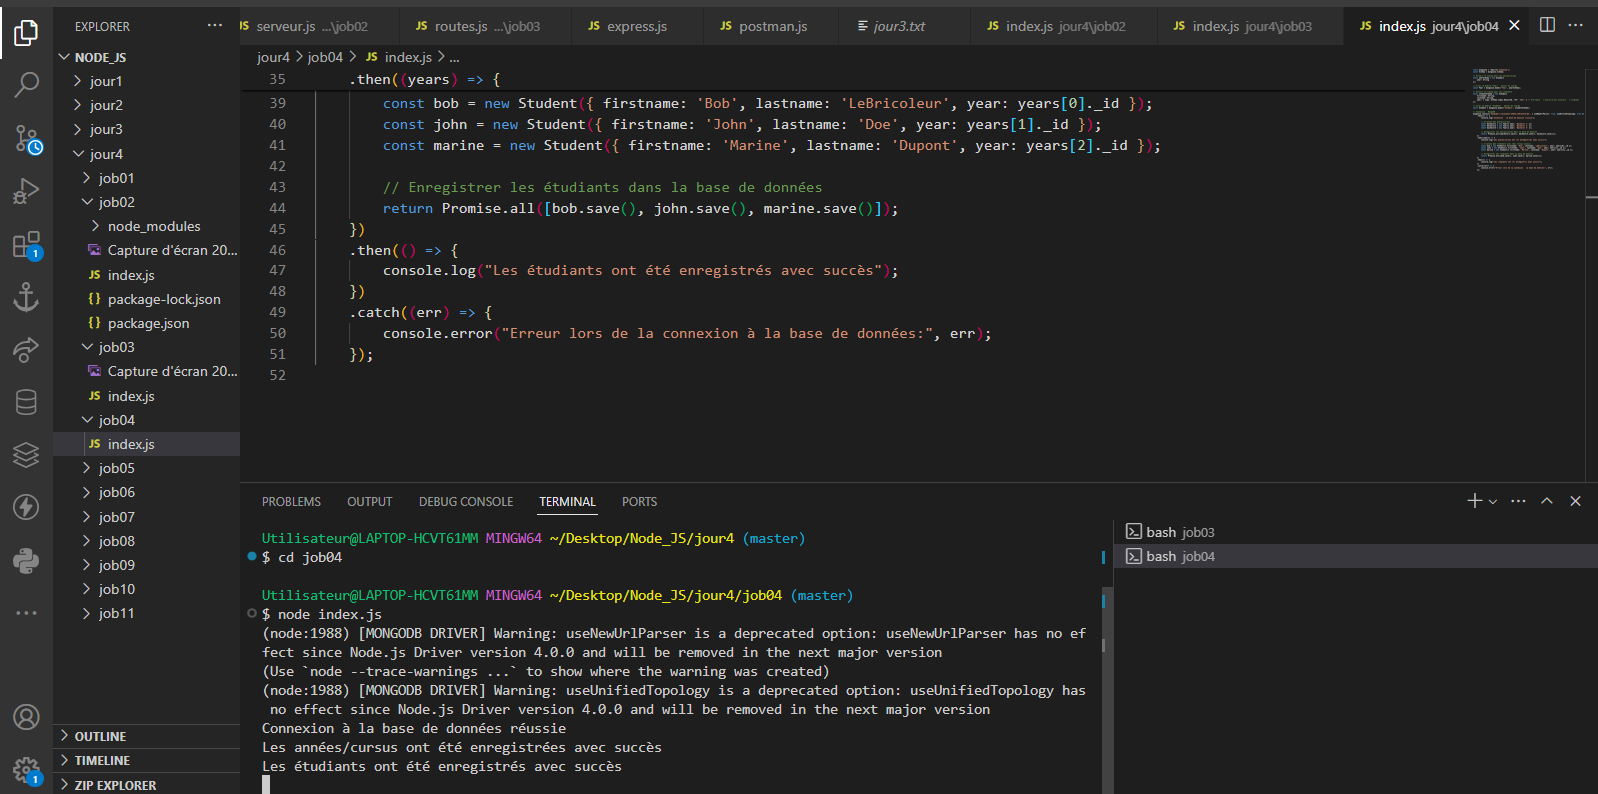 EXPLORER ...
NODE_JS
jour1
jour2
jour3
jour4
job01
job02
node_modules
Capture d'écran 20...
JS index.js
{} package-lock.json
{} package.json
job03
Capture d'écran 20...
JS index.js
job04
JS index.js
job05
job06
job07
job08
job09
job10
job11
OUTLINE
TIMELINE
ZIP EXPLORER
1
1
JS serveur.js ...\job02
JS routes.js ...\job03
JS express.js
JS postman.js
jour3.txt
JS index.js jour4\job02
JS index.js jour4\job03
JS index.js jour4\job04
jour4 > job04 > JS index.js > ...
35 .then((years) => {
39 const bob = new Student({ firstname: 'Bob', lastname: 'LeBricoleur', year: years[0]._id });
40 const john = new Student({ firstname: 'John', lastname: 'Doe', year: years[1]._id });
41 const marine = new Student({ firstname: 'Marine', lastname: 'Dupont', year: years[2]._id });
42
43 // Enregistrer les étudiants dans la base de données
44 return Promise.all([bob.save(), john.save(), marine.save()]);
45 })
46 .then(() => {
47 console.log("Les étudiants ont été enregistrés avec succès");
48 })
49 .catch((err) => {
50 console.error("Erreur lors de la connexion à la base de données:", err);
51 });
52
PROBLEMS OUTPUT DEBUG CONSOLE TERMINAL PORTS
Utilisateur@LAPTOP-HCVT61MM MINGW64 ~/Desktop/Node_JS/jour4 (master)
$ cd job04
Utilisateur@LAPTOP-HCVT61MM MINGW64 ~/Desktop/Node_JS/jour4/job04 (master)
$ node index.js
(node:1988) [MONGODB DRIVER] Warning: useNewUrlParser is a deprecated option: useNewUrlParser has no ef
fect since Node.js Driver version 4.0.0 and will be removed in the next major version
(Use `node --trace-warnings ...` to show where the warning was created)
(node:1988) [MONGODB DRIVER] Warning: useUnifiedTopology is a deprecated option: useUnifiedTopology has
no effect since Node.js Driver version 4.0.0 and will be removed in the next major version
Connexion à la base de données réussie
Les années/cursus ont été enregistrées avec succès
Les étudiants ont été enregistrés avec succès
bash job03
bash job04